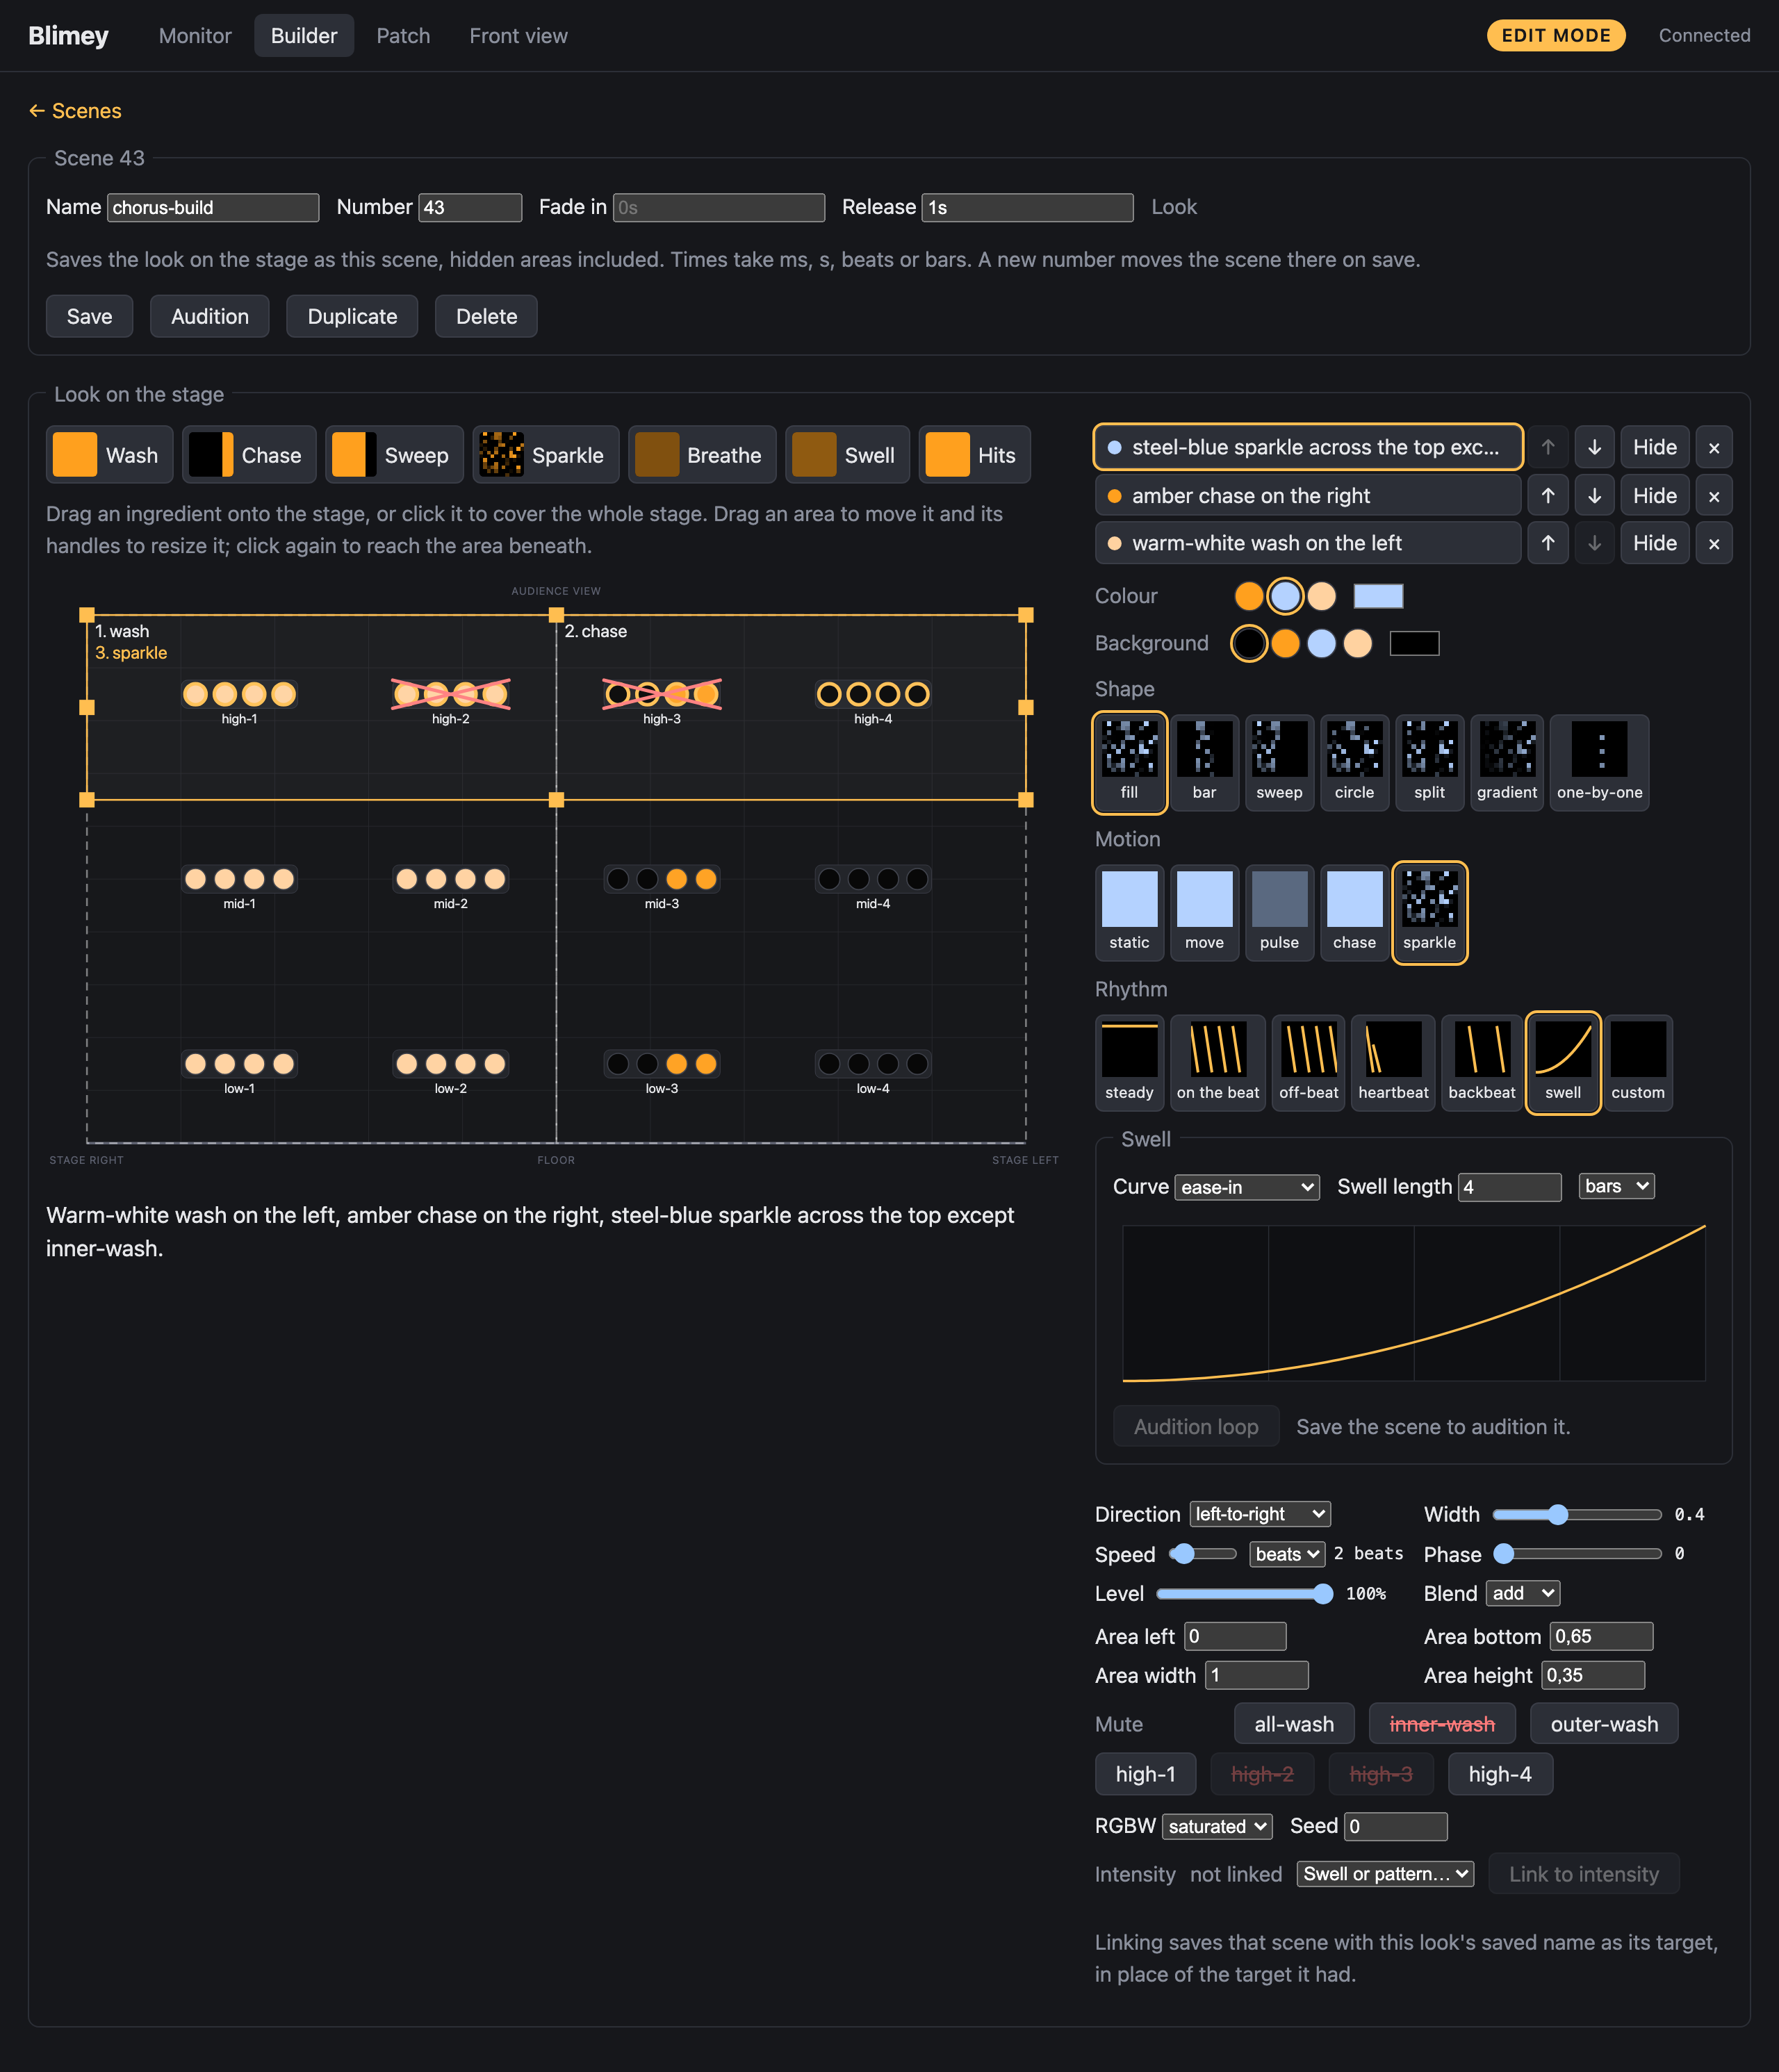 Blimey Monitor Builder Patch Front view EDIT MODE Connected
← Scenes
Scene 43
Name chorus-build Number 43 Fade in 0s Release 1s Look
Saves the look on the stage as this scene, hidden areas included. Times take ms, s, beats or bars. A new number moves the scene there on save.
Save Audition Duplicate Delete
Look on the stage
Wash Chase Sweep Sparkle Breathe Swell Hits
Drag an ingredient onto the stage, or click it to cover the whole stage. Drag an area to move it and its
handles to resize it; click again to reach the area beneath.
AUDIENCE VIEW
1. wash 2. chase
3. sparkle
high-1 high-2 high-3 high-4
mid-1 mid-2 mid-3 mid-4
low-1 low-2 low-3 low-4
STAGE RIGHT FLOOR STAGE LEFT
Warm-white wash on the left, amber chase on the right, steel-blue sparkle across the top except
inner-wash.
steel-blue sparkle across the top exc... ↑ ↓ Hide ×
amber chase on the right ↑ ↓ Hide ×
warm-white wash on the left ↑ ↓ Hide ×
Colour
Background
Shape
fill bar sweep circle split gradient one-by-one
Motion
static move pulse chase sparkle
Rhythm
steady on the beat off-beat heartbeat backbeat swell custom
Swell
Curve ease-in Swell length 4 bars
Audition loop Save the scene to audition it.
Direction left-to-right Width 0.4
Speed beats 2 beats Phase 0
Level 100% Blend add
Area left 0 Area bottom 0,65
Area width 1 Area height 0,35
Mute all-wash inner-wash outer-wash
high-1 high-2 high-3 high-4
RGBW saturated Seed 0
Intensity not linked Swell or pattern... Link to intensity
Linking saves that scene with this look's saved name as its target,
in place of the target it had.